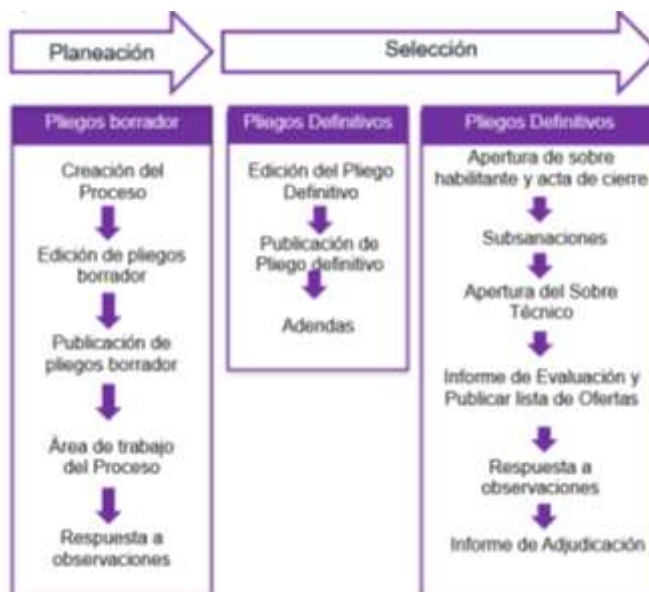 Planeación
Selección
Pliegos borrador
Creación del
Proceso
Edición de pliegos
borrador
Publicación de
pliegos borrador
Área de trabajo
del Proceso
Respuesta a
observaciones
Pliegos Definitivos
Edición del Pliego
Definitivo
Publicación de
Pliego definitivo
Adendas
Pliegos Definitivos
Apertura de sobre
habilitante y acta de cierre
Subsanaciones
Apertura del Sobre
Técnico
Informe de Evaluación y
Publicar lista de Ofertas
Respuesta a
observaciones
Informe de Adjudicación